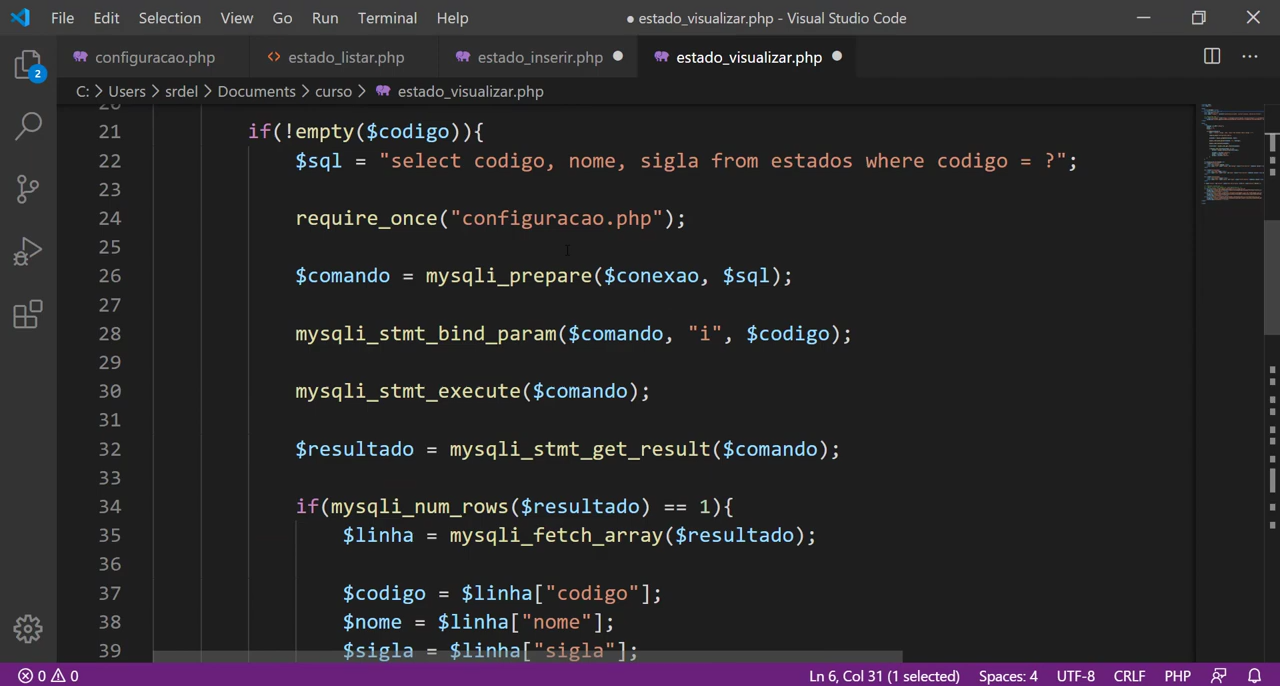 File Edit Selection View Go Run Terminal Help ● estado_visualizar.php - Visual Studio Code
configuracao.php estado_listar.php estado_inserir.php estado_visualizar.php
2
C: > Users > srdel > Documents > curso > estado_visualizar.php
20
21 if(!empty($codigo)){
22 $sql = "select codigo, nome, sigla from estados where codigo = ?";
23
24 require_once("configuracao.php");
25
26 $comando = mysqli_prepare($conexao, $sql);
27
28 mysqli_stmt_bind_param($comando, "i", $codigo);
29
30 mysqli_stmt_execute($comando);
31
32 $resultado = mysqli_stmt_get_result($comando);
33
34 if(mysqli_num_rows($resultado) == 1){
35 $linha = mysqli_fetch_array($resultado);
36
37 $codigo = $linha["codigo"];
38 $nome = $linha["nome"];
39 $sigla = $linha["sigla"];
0 0 Ln 6, Col 31 (1 selected) Spaces: 4 UTF-8 CRLF PHP